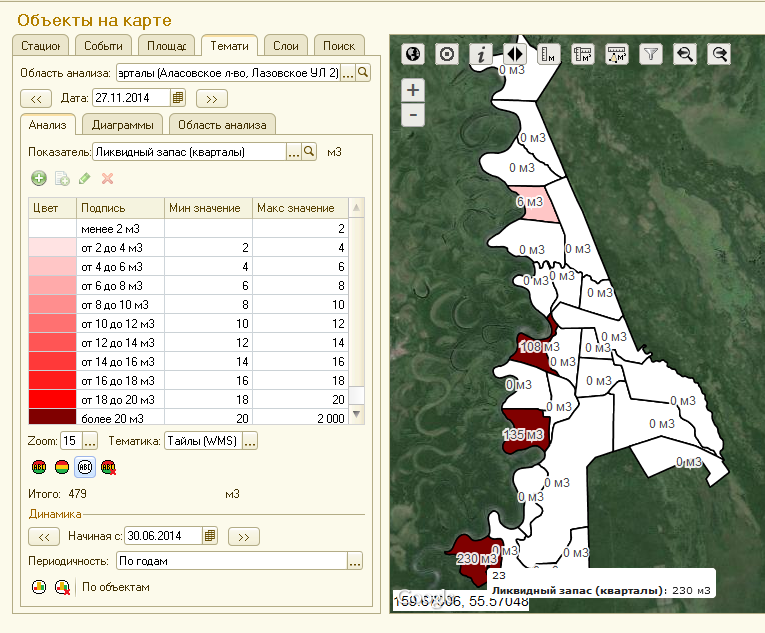 Объекты на карте
Стацион Событи Площад Темати Слои Поиск
Область анализа: арталы (Аласовское л-во, Лазовское УЛ 2) ...
<< Дата: 27.11.2014 >>
Анализ Диаграммы Область анализа
Показатель: Ликвидный запас (кварталы) ... м3
Цвет Подпись Мин значение Макс значение
менее 2 м3 2
от 2 до 4 м3 2 4
от 4 до 6 м3 4 6
от 6 до 8 м3 6 8
от 8 до 10 м3 8 10
от 10 до 12 м3 10 12
от 12 до 14 м3 12 14
от 14 до 16 м3 14 16
от 16 до 18 м3 16 18
от 18 до 20 м3 18 20
более 20 м3 20 2 000
Zoom: 15 ... Тематика: Тайлы (WMS) ...
Итого: 479 м3
Динамика
<< Начиная с: 30.06.2014 >>
Периодичность: По годам ...
По объектам
+
-
0 м3
0 м3
0 м3
6 м3
0 м3 0 м3
0 м3 0 м3
0 м3
0 м3
108 м3 0 м3
0 м3
0 м3 0 м3
0 м3
0 м3
135 м3 0 м3
0 м3
0 м3
0 м3
230 м3 0 м3 0 м3
23
Ликвидный запас (кварталы): 230 м3
159.67606, 55.57048